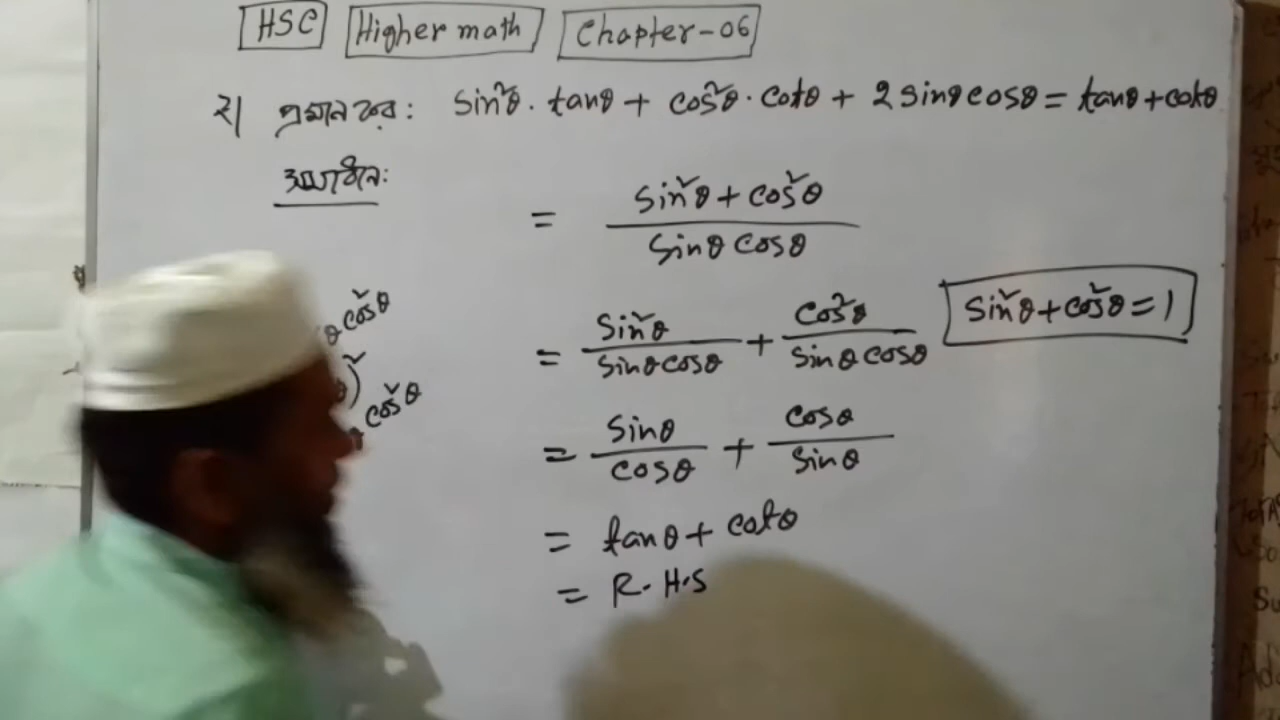 HSC Higher math Chapter-06
২। প্রমান কর: sin²θ · tanθ + cos²θ · cotθ + 2 sinθ cosθ = tanθ + cotθ
সমাধান:
= (sin²θ + cos²θ) / (sinθ cosθ)
θ cos²θ
= sin²θ / (sinθ cosθ) + cos²θ / (sinθ cosθ) sin²θ + cos²θ = 1
θ)²
cos²θ
= sinθ / cosθ + cosθ / sinθ
= tanθ + cotθ
= R.H.S